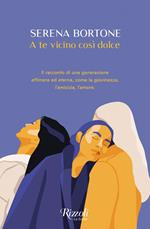 SERENA BORTONE
A te vicino così dolce
Il racconto di una generazione
effimera ed eterna, come la giovinezza,
l'amicizia, l'amore.
Rizzoli